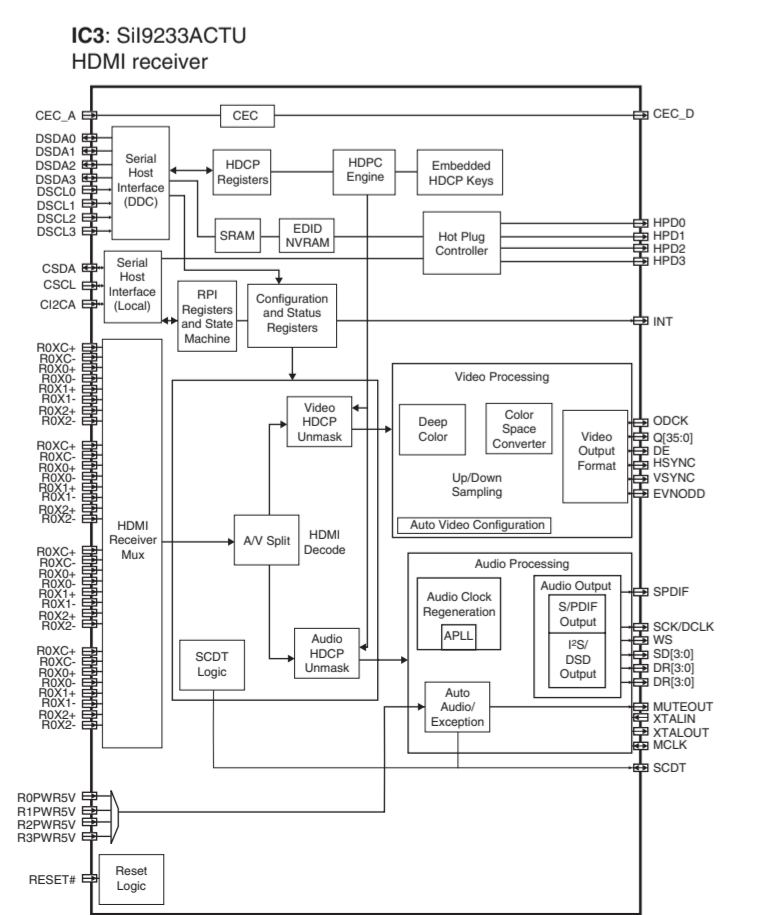 IC3: SiI9233ACTU
HDMI receiver
CEC_A
CEC
CEC_D
DSDA0
DSDA1
DSDA2
DSDA3
DSCL0
DSCL1
DSCL2
DSCL3
Serial
Host
Interface
(DDC)
HDCP
Registers
HDPC
Engine
Embedded
HDCP Keys
SRAM
EDID
NVRAM
Hot Plug
Controller
HPD0
HPD1
HPD2
HPD3
CSDA
CSCL
CI2CA
Serial
Host
Interface
(Local)
RPI
Registers
and State
Machine
Configuration
and Status
Registers
INT
R0XC+
R0XC-
R0X0+
R0X0-
R0X1+
R0X1-
R0X2+
R0X2-
R0XC+
R0XC-
R0X0+
R0X0-
R0X1+
R0X1-
R0X2+
R0X2-
R0XC+
R0XC-
R0X0+
R0X0-
R0X1+
R0X1-
R0X2+
R0X2-
R0XC+
R0XC-
R0X0+
R0X0-
R0X1+
R0X1-
R0X2+
R0X2-
HDMI
Receiver
Mux
Video
HDCP
Unmask
A/V Split
HDMI
Decode
Audio
HDCP
Unmask
SCDT
Logic
Video Processing
Deep
Color
Color
Space
Converter
Up/Down
Sampling
Video
Output
Format
Auto Video Configuration
ODCK
Q[35:0]
DE
HSYNC
VSYNC
EVNODD
Audio Processing
Audio Clock
Regeneration
APLL
Audio Output
S/PDIF
Output
I²S/
DSD
Output
Auto
Audio/
Exception
SPDIF
SCK/DCLK
WS
SD[3:0]
DR[3:0]
DR[3:0]
MUTEOUT
XTALIN
XTALOUT
MCLK
SCDT
R0PWR5V
R1PWR5V
R2PWR5V
R3PWR5V
RESET#
Reset
Logic